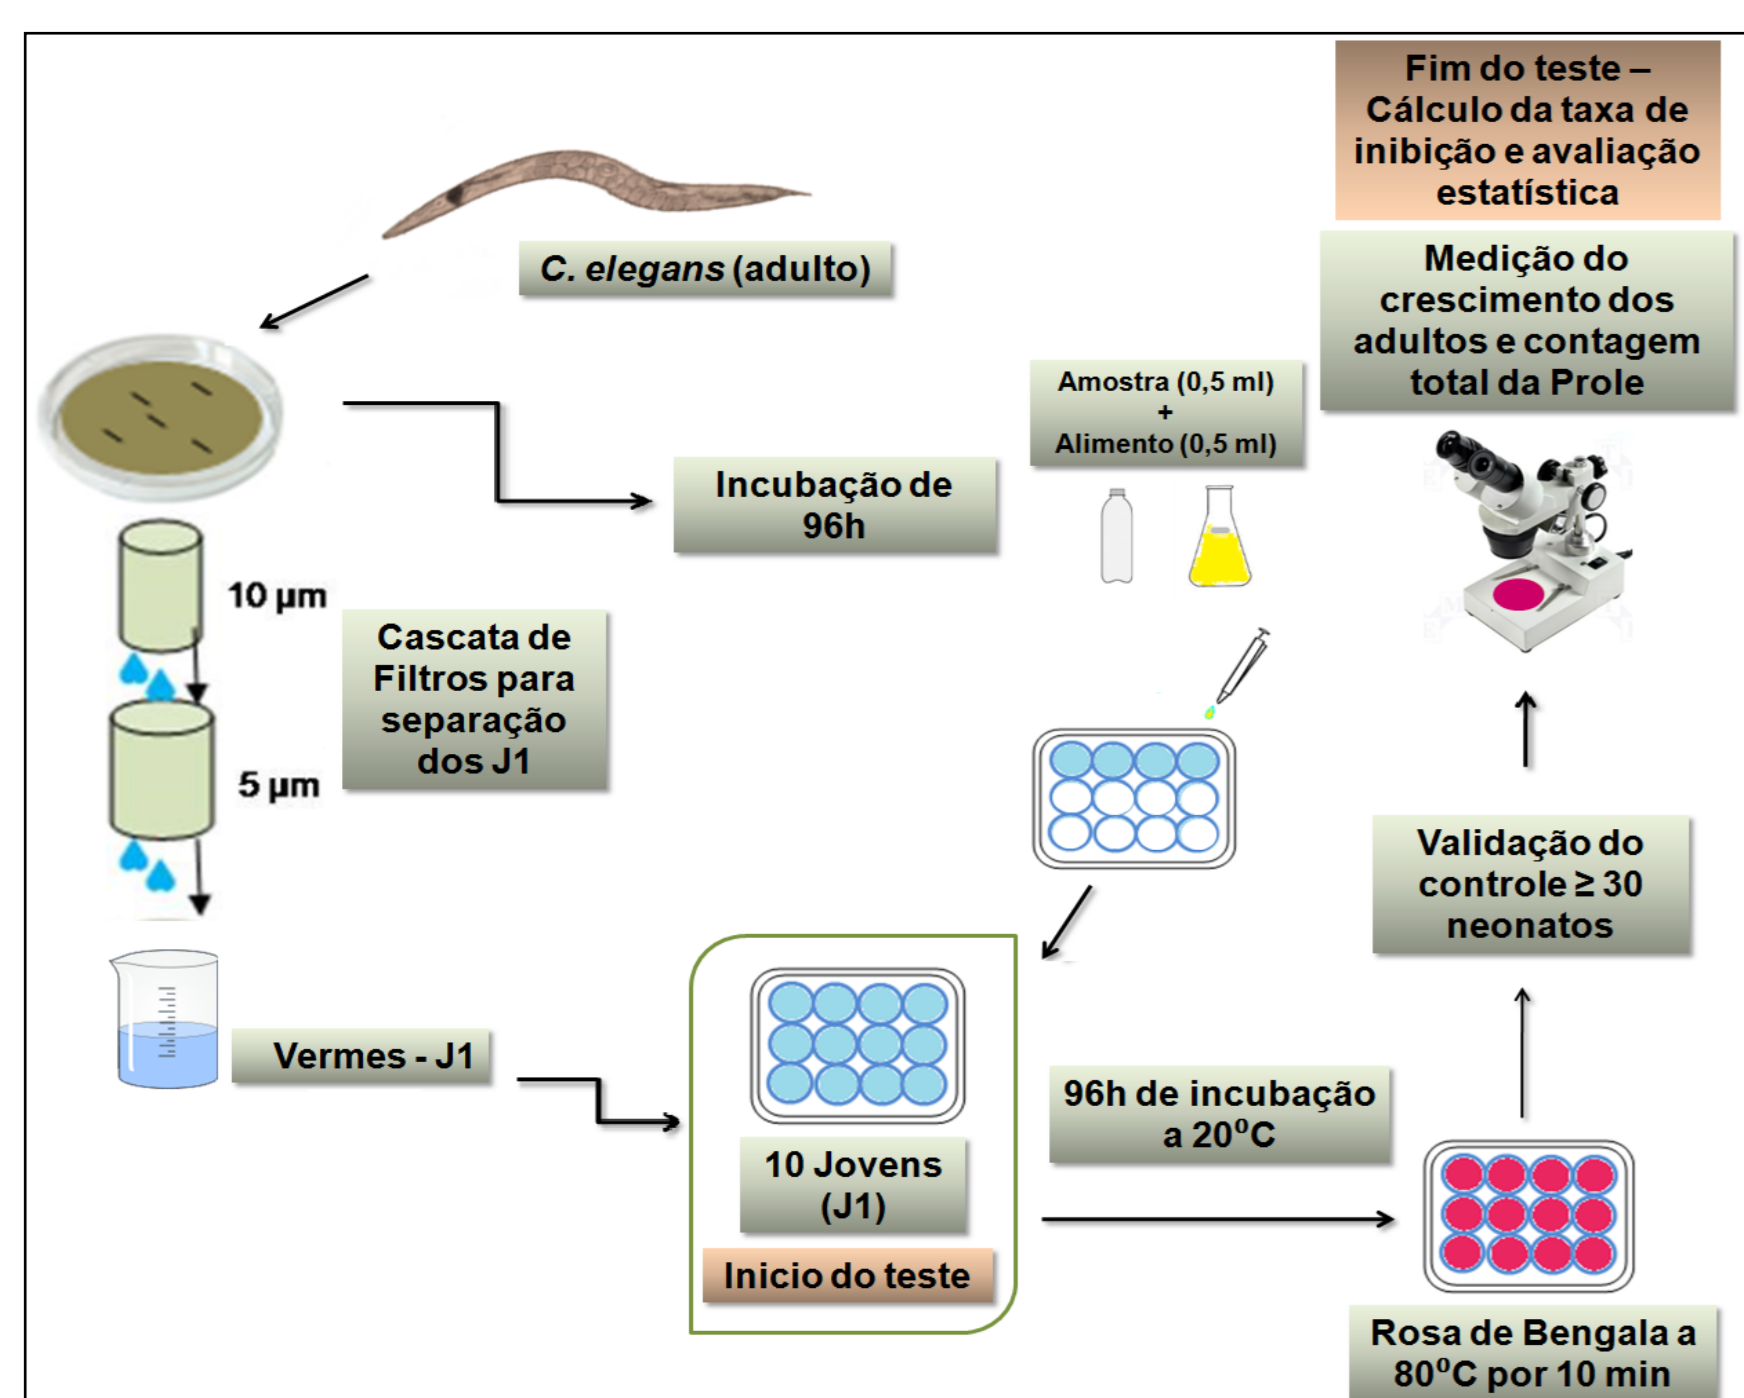 C. elegans (adulto)
Incubação de
96h
10 µm
Cascata de
Filtros para
separação
dos J1
5 µm
Vermes - J1
Amostra (0,5 ml)
+
Alimento (0,5 ml)
10 Jovens
(J1)
Inicio do teste
96h de incubação
a 20⁰C
Rosa de Bengala a
80⁰C por 10 min
Validação do
controle ≥ 30
neonatos
Medição do
crescimento dos
adultos e contagem
total da Prole
Fim do teste –
Cálculo da taxa de
inibição e avaliação
estatística